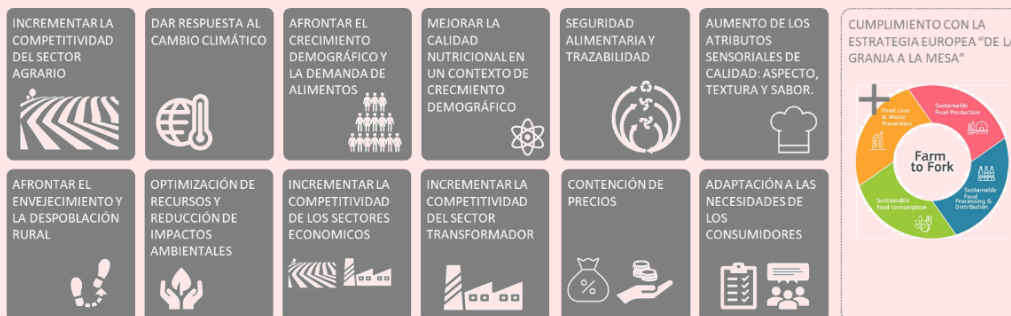 INCREMENTAR LA
COMPETITIVIDAD
DEL SECTOR
AGRARIO
DAR RESPUESTA AL
CAMBIO CLIMÁTICO
AFRONTAR EL
CRECIMIENTO
DEMOGRÁFICO Y
LA DEMANDA DE
ALIMENTOS
MEJORAR LA
CALIDAD
NUTRICIONAL EN
UN CONTEXTO DE
CRECMIENTO
DEMOGRÁFICO
SEGURIDAD
ALIMENTARIA Y
TRAZABILIDAD
AUMENTO DE LOS
ATRIBUTOS
SENSORIALES DE
CALIDAD: ASPECTO,
TEXTURA Y SABOR.
CUMPLIMIENTO CON LA
ESTRATEGIA EUROPEA “DE LA
GRANJA A LA MESA”
Food Loss
& Waste
Prevention
Sustainable
Food Production
Farm
to Fork
Sustainable
Food
Processing &
Distribution
Sustainable
food consumption
AFRONTAR EL
ENVEJECIMIENTO Y
LA DESPOBLACIÓN
RURAL
OPTIMIZACIÓN DE
RECURSOS Y
REDUCCIÓN DE
IMPACTOS
AMBIENTALES
INCREMENTAR LA
COMPETITIVIDAD
DE LOS SECTORES
ECONOMICOS
INCREMENTAR LA
COMPETITIVIDAD
DEL SECTOR
TRANSFORMADOR
CONTENCIÓN DE
PRECIOS
%
ADAPTACIÓN A LAS
NECESIDADES DE
LOS
CONSUMIDORES